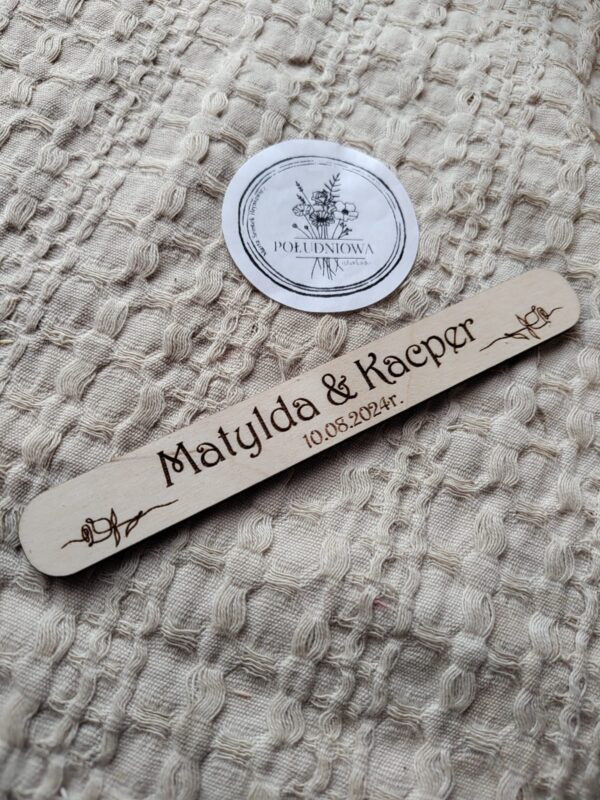 POŁUDNIOWA
Matylda & Kacper
10.08.2024r.